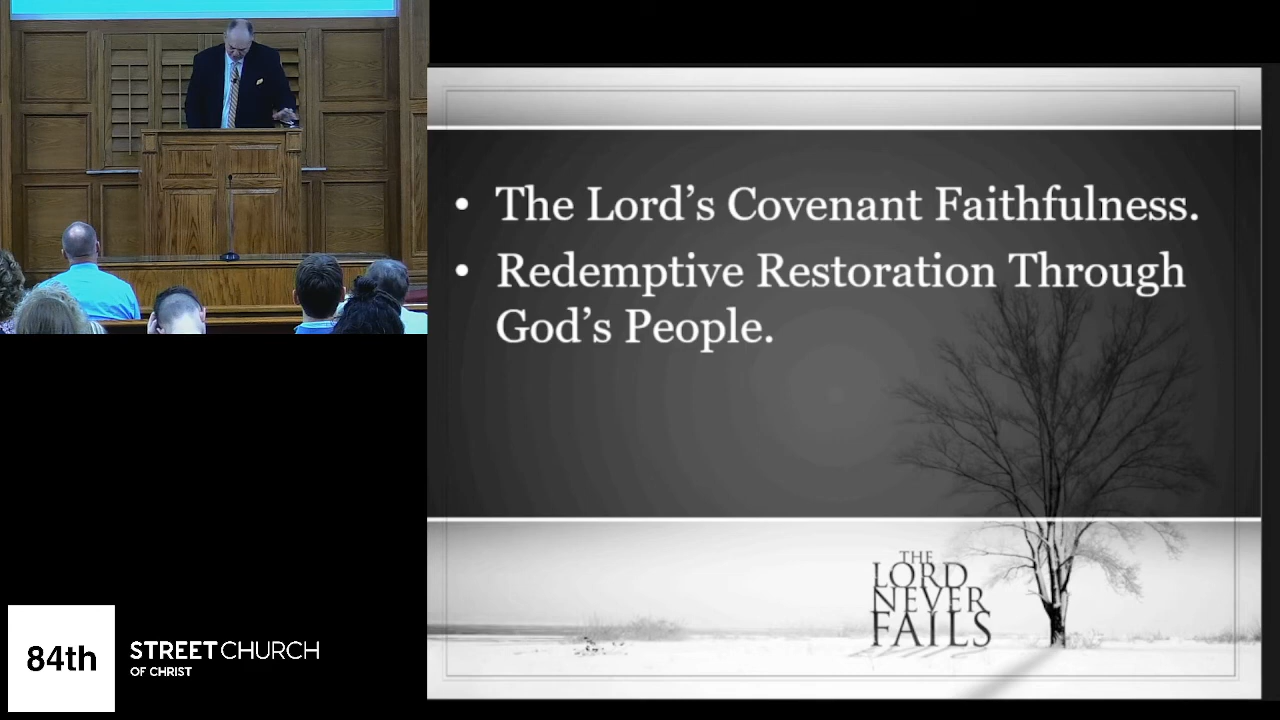 • The Lord’s Covenant Faithfulness.
• Redemptive Restoration Through
God’s People.
THE
LORD
NEVER
FAILS
84th
STREET CHURCH
OF CHRIST